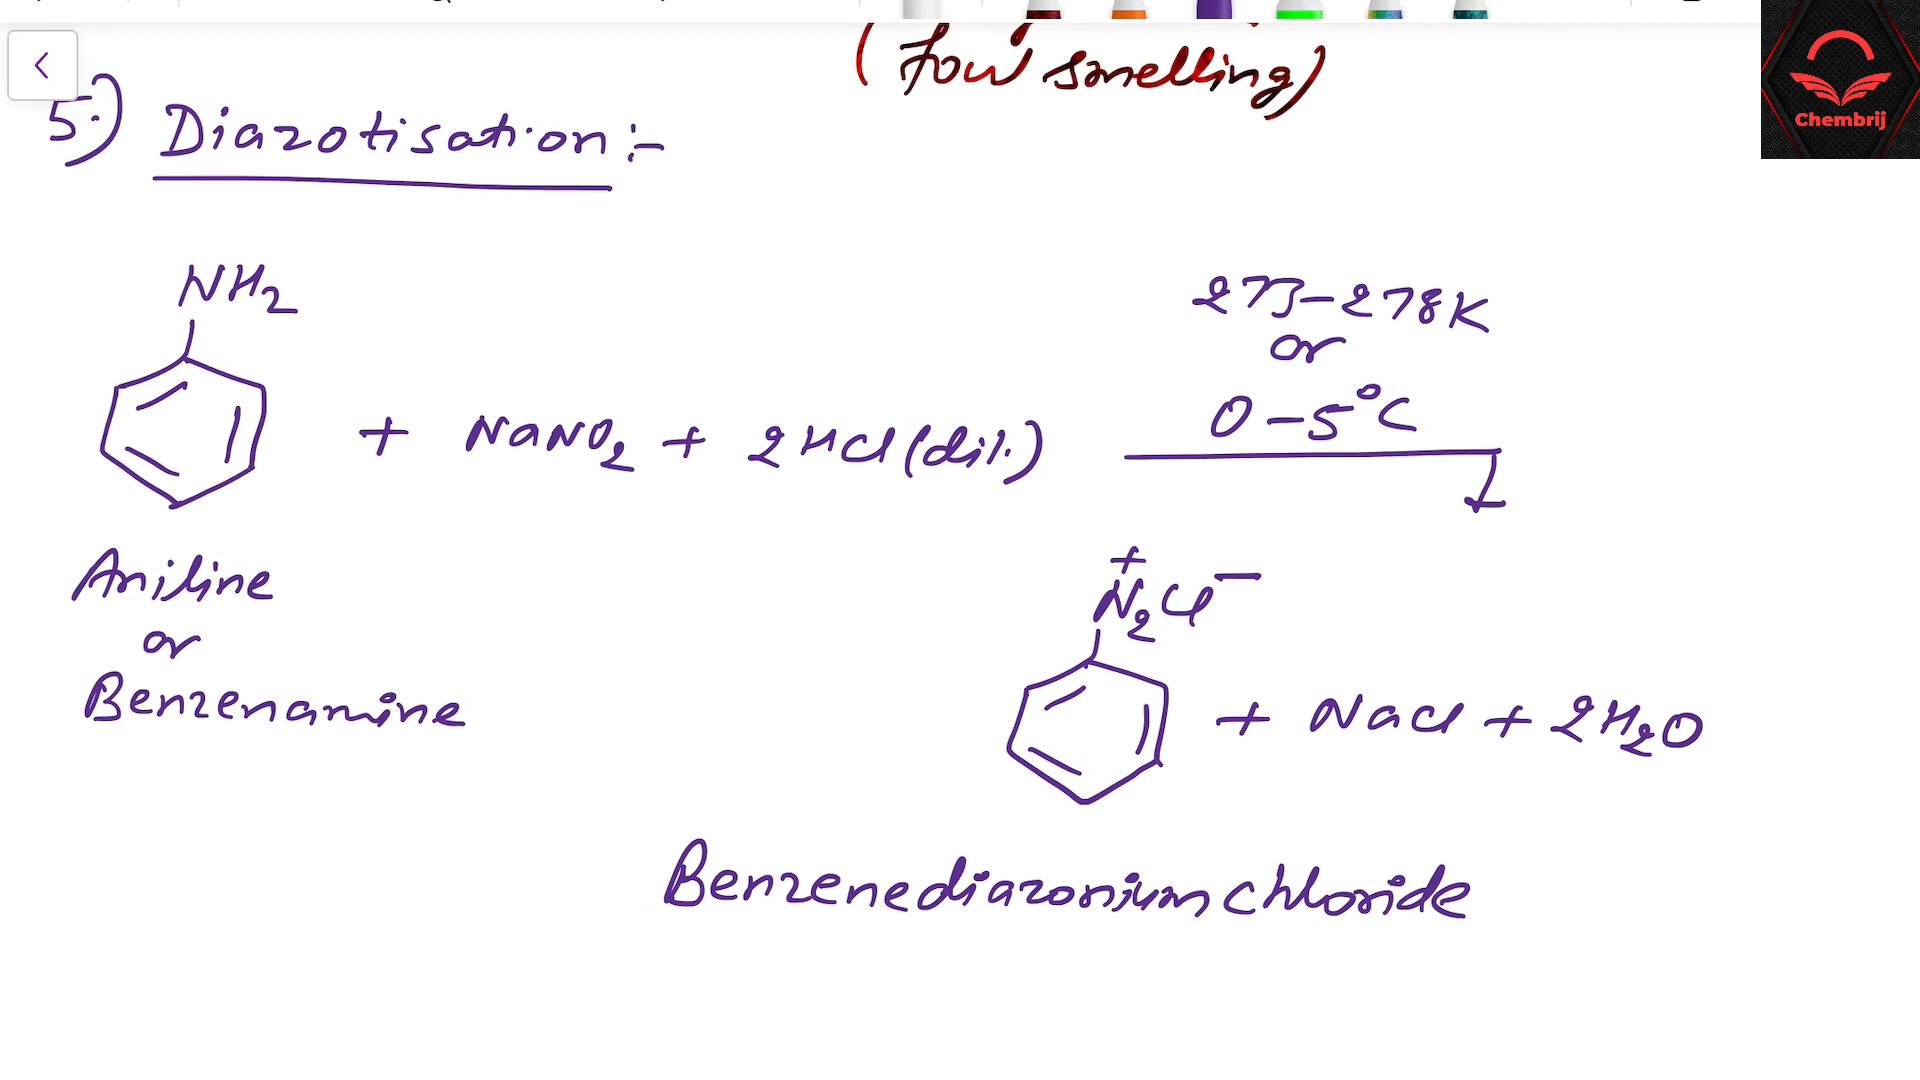 (foul smelling)
Chembrij
5.) Diazotisation :-
NH2
273-278K
or
0-5°C
+ NaNO2 + 2HCl (dil.)
Aniline
or
Benzenamine
+
N2Cl-
+ NaCl + 2H2O
Benzenediazonium chloride